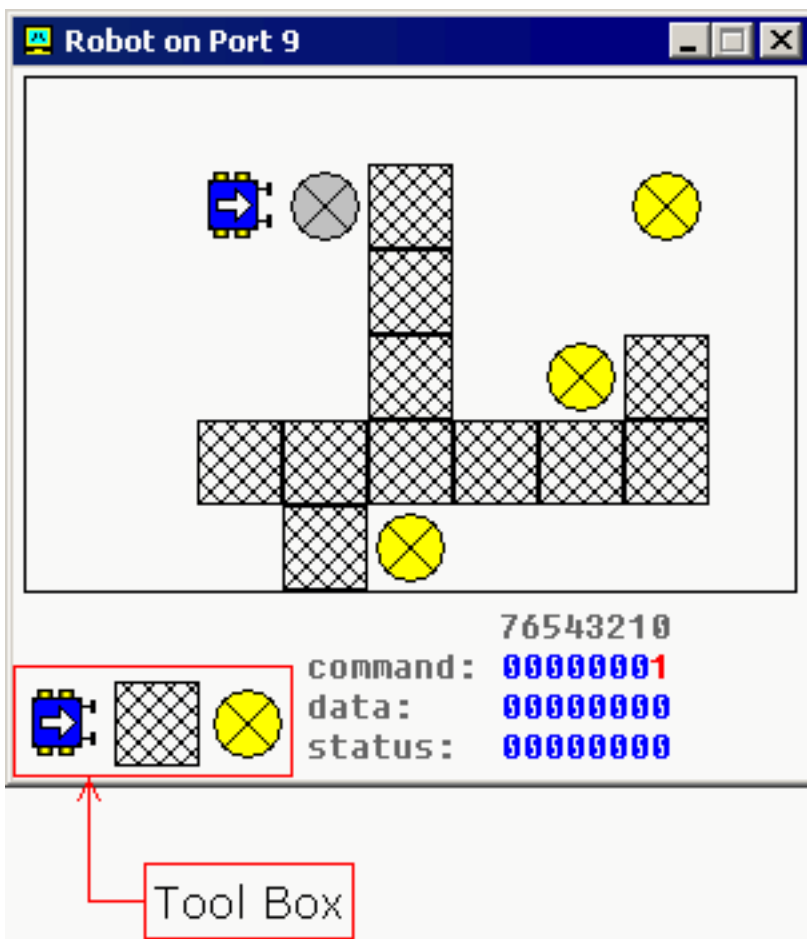 Robot on Port 9
76543210
command: 00000001
data: 00000000
status: 00000000
Tool Box